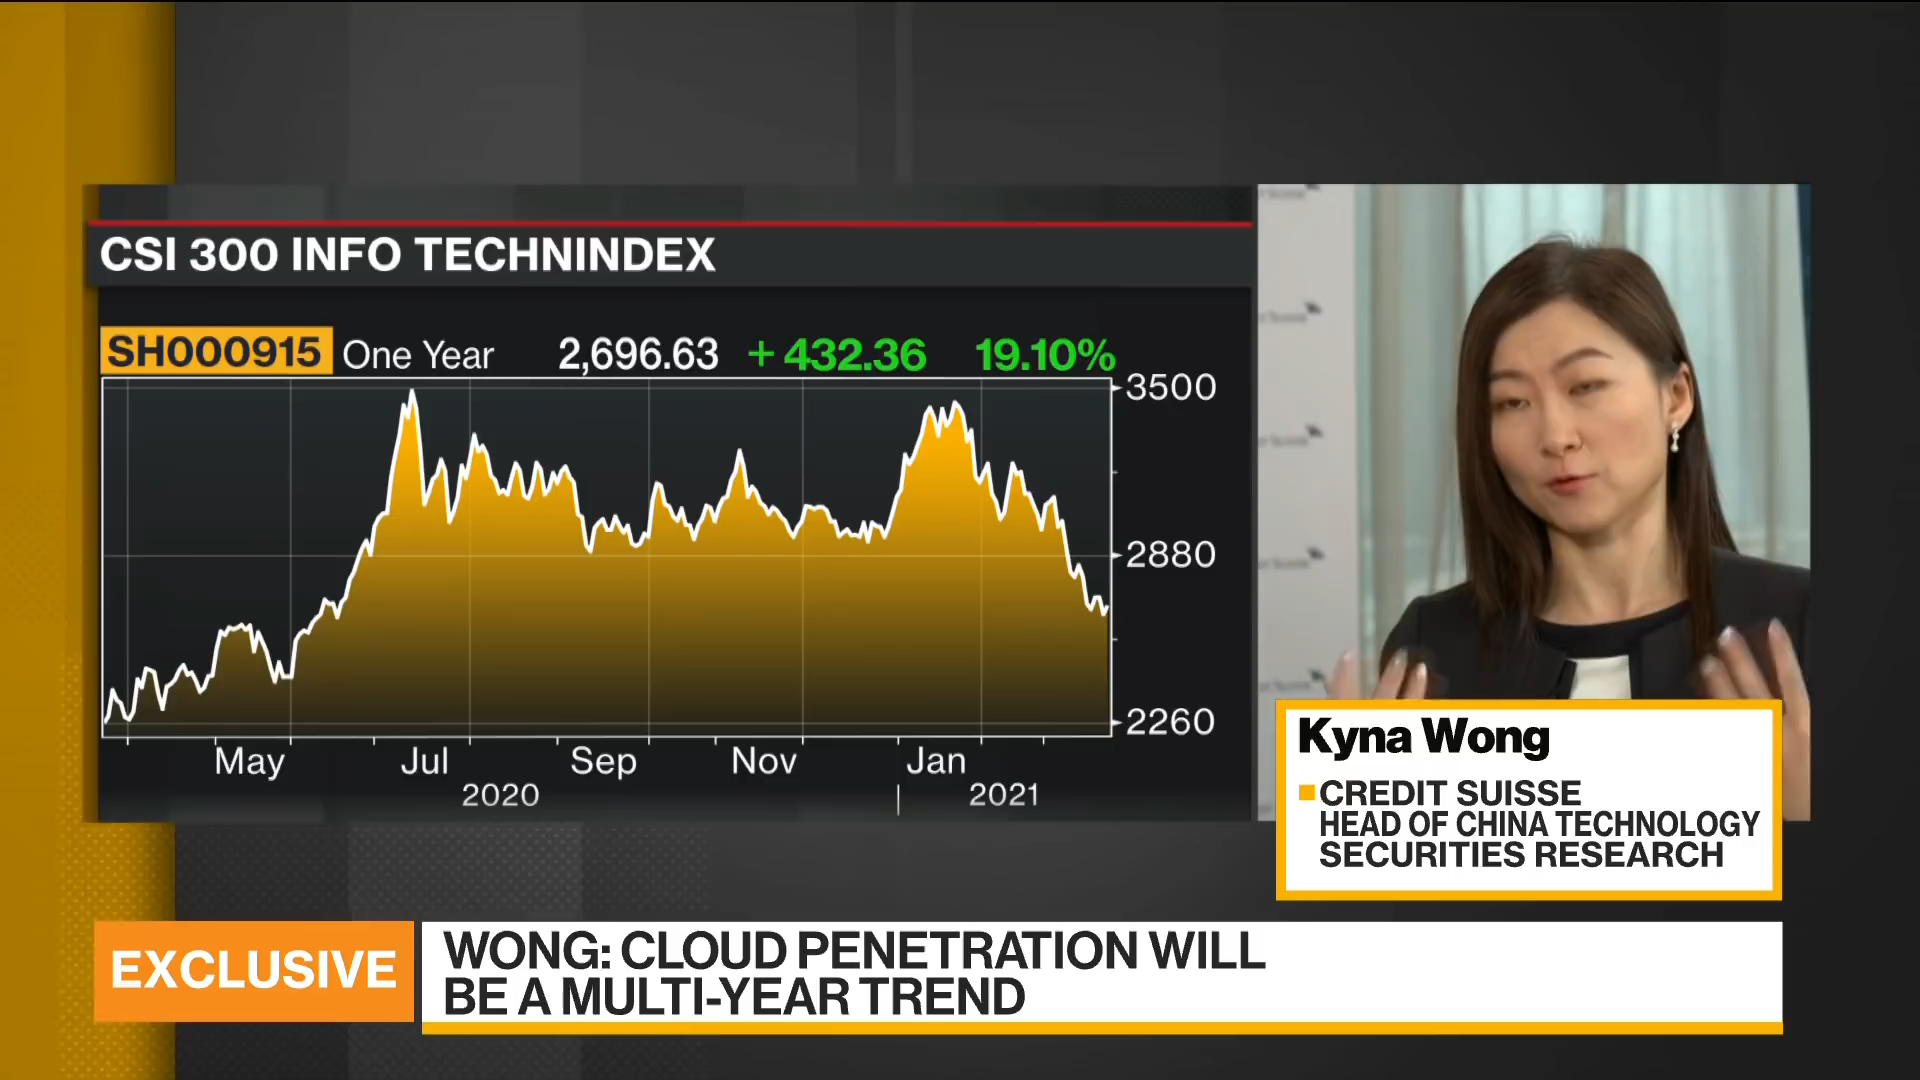 CSI 300 INFO TECHNINDEX
SH000915 One Year 2,696.63 +432.36 19.10%
3500
2880
2260
May Jul Sep Nov Jan
2020 2021
Kyna Wong
CREDIT SUISSE
HEAD OF CHINA TECHNOLOGY
SECURITIES RESEARCH
EXCLUSIVE
WONG: CLOUD PENETRATION WILL
BE A MULTI-YEAR TREND